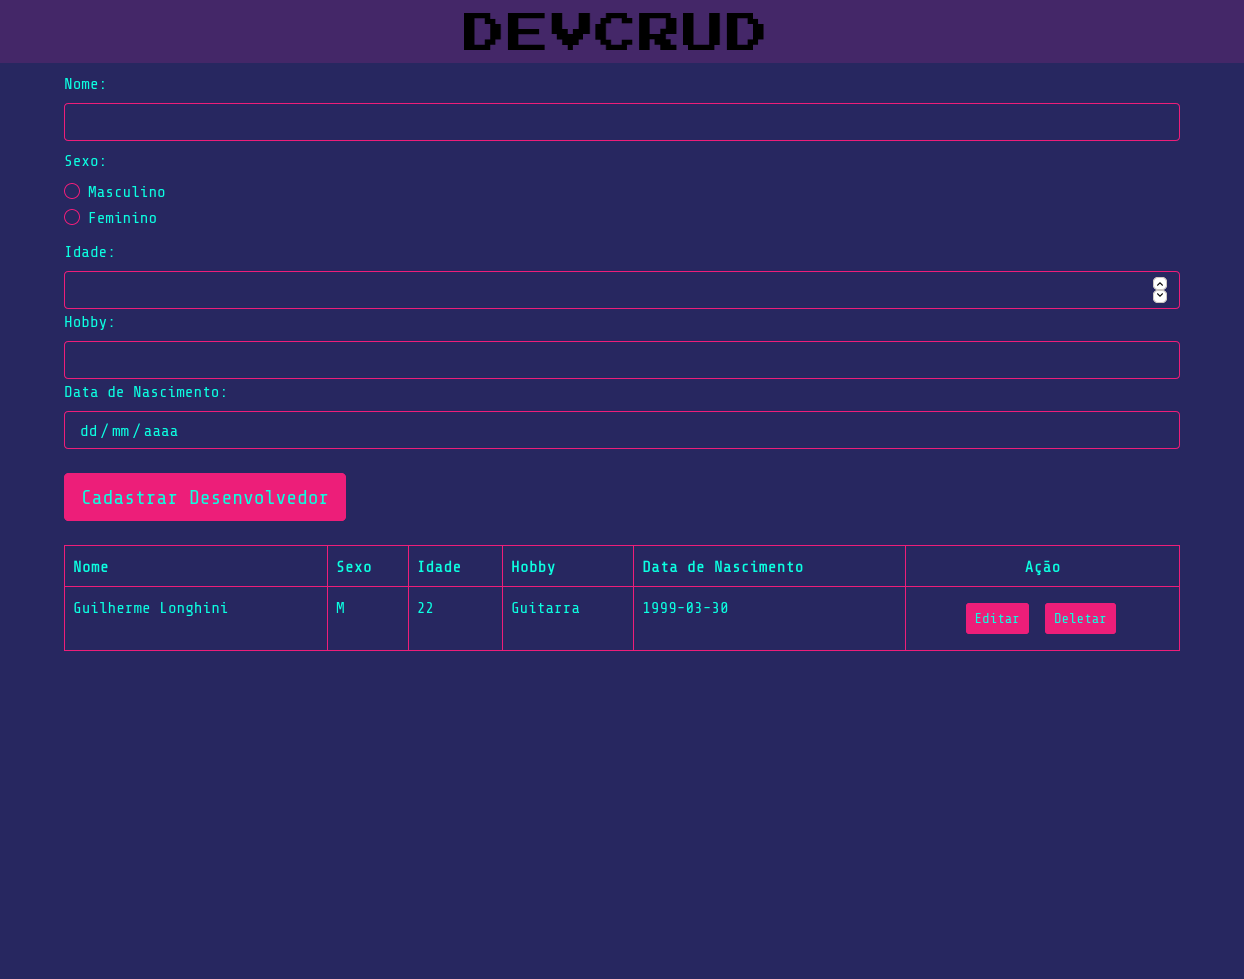 DEVCRUD
Nome:
Sexo:
Masculino
Feminino
Idade:
Hobby:
Data de Nascimento:
dd/mm/aaaa
Cadastrar Desenvolvedor
Nome Sexo Idade Hobby Data de Nascimento Ação
Guilherme Longhini M 22 Guitarra 1999-03-30 Editar Deletar